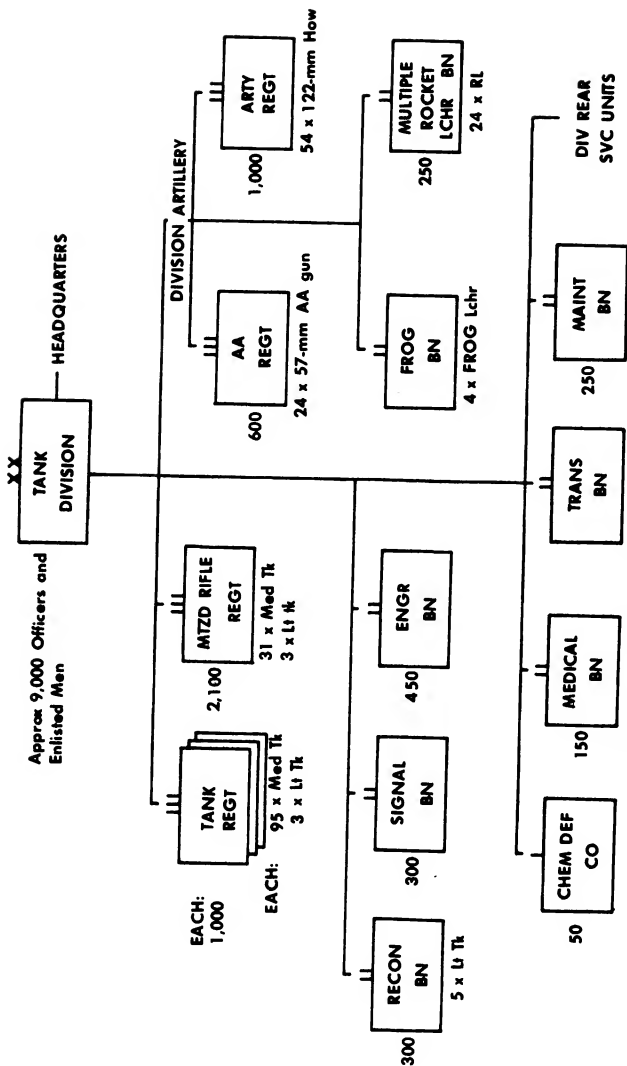 XX
TANK
DIVISION
HEADQUARTERS
Approx 9,000 Officers and
Enlisted Men
TANK
REGT
EACH:
1,000
EACH:
95 x Med Tk
3 x Lt Tk
MTZD RIFLE
REGT
2,100
31 x Med Tk
3 x Lt tk
DIVISION ARTILLERY
AA
REGT
600
24 x 57-mm AA gun
ARTY
REGT
1,000
54 x 122-mm How
FROG
BN
4 x FROG Lchr
MULTIPLE
ROCKET
LCHR BN
250
24 x RL
RECON
BN
300
5 x Lt Tk
SIGNAL
BN
300
ENGR
BN
450
CHEM DEF
CO
50
MEDICAL
BN
150
TRANS
BN
MAINT
BN
250
DIV REAR
SVC UNITS